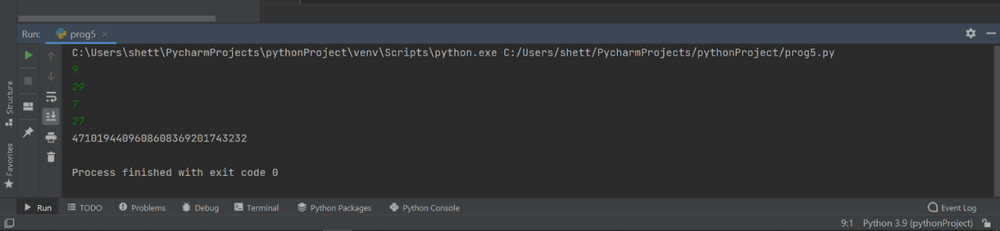 Run: prog5
C:\Users\shett\PycharmProjects\pythonProject\venv\Scripts\python.exe C:/Users/shett/PycharmProjects/pythonProject/prog5.py
9
29
7
27
4710194409608608369201743232
Process finished with exit code 0
Structure
Favorites
Run TODO Problems Debug Terminal Python Packages Python Console Event Log
9:1 Python 3.9 (pythonProject)